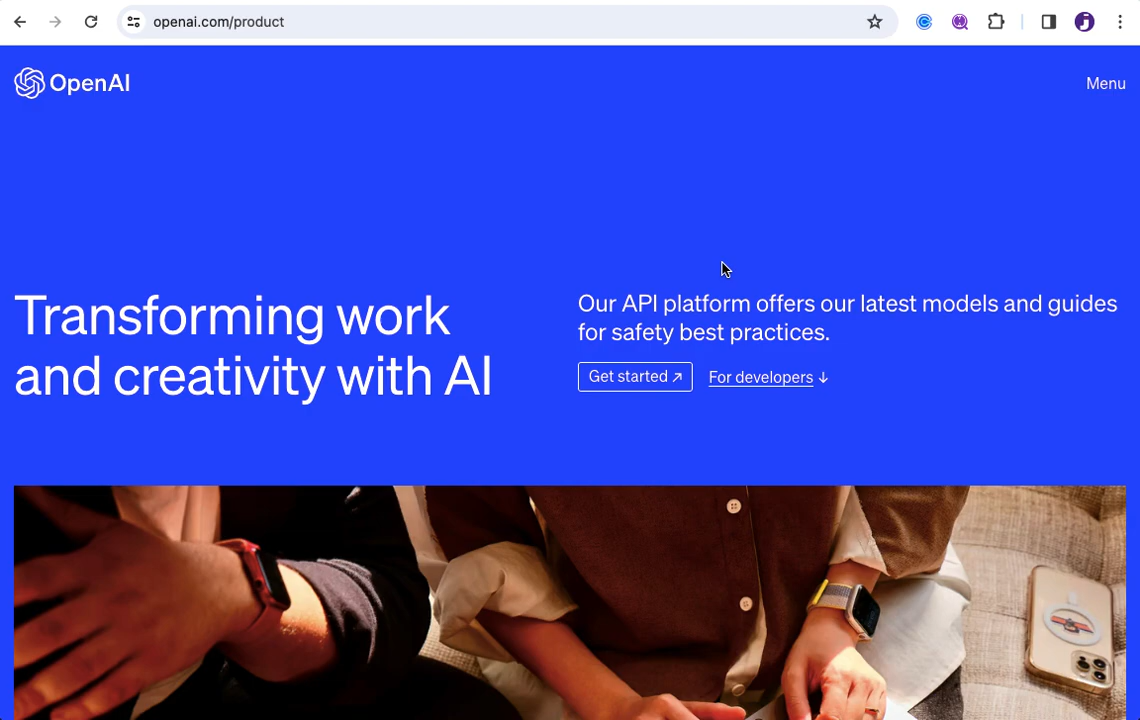 openai.com/product
OpenAI
Menu
Transforming work
and creativity with AI
Our API platform offers our latest models and guides
for safety best practices.
Get started ↗
For developers ↓